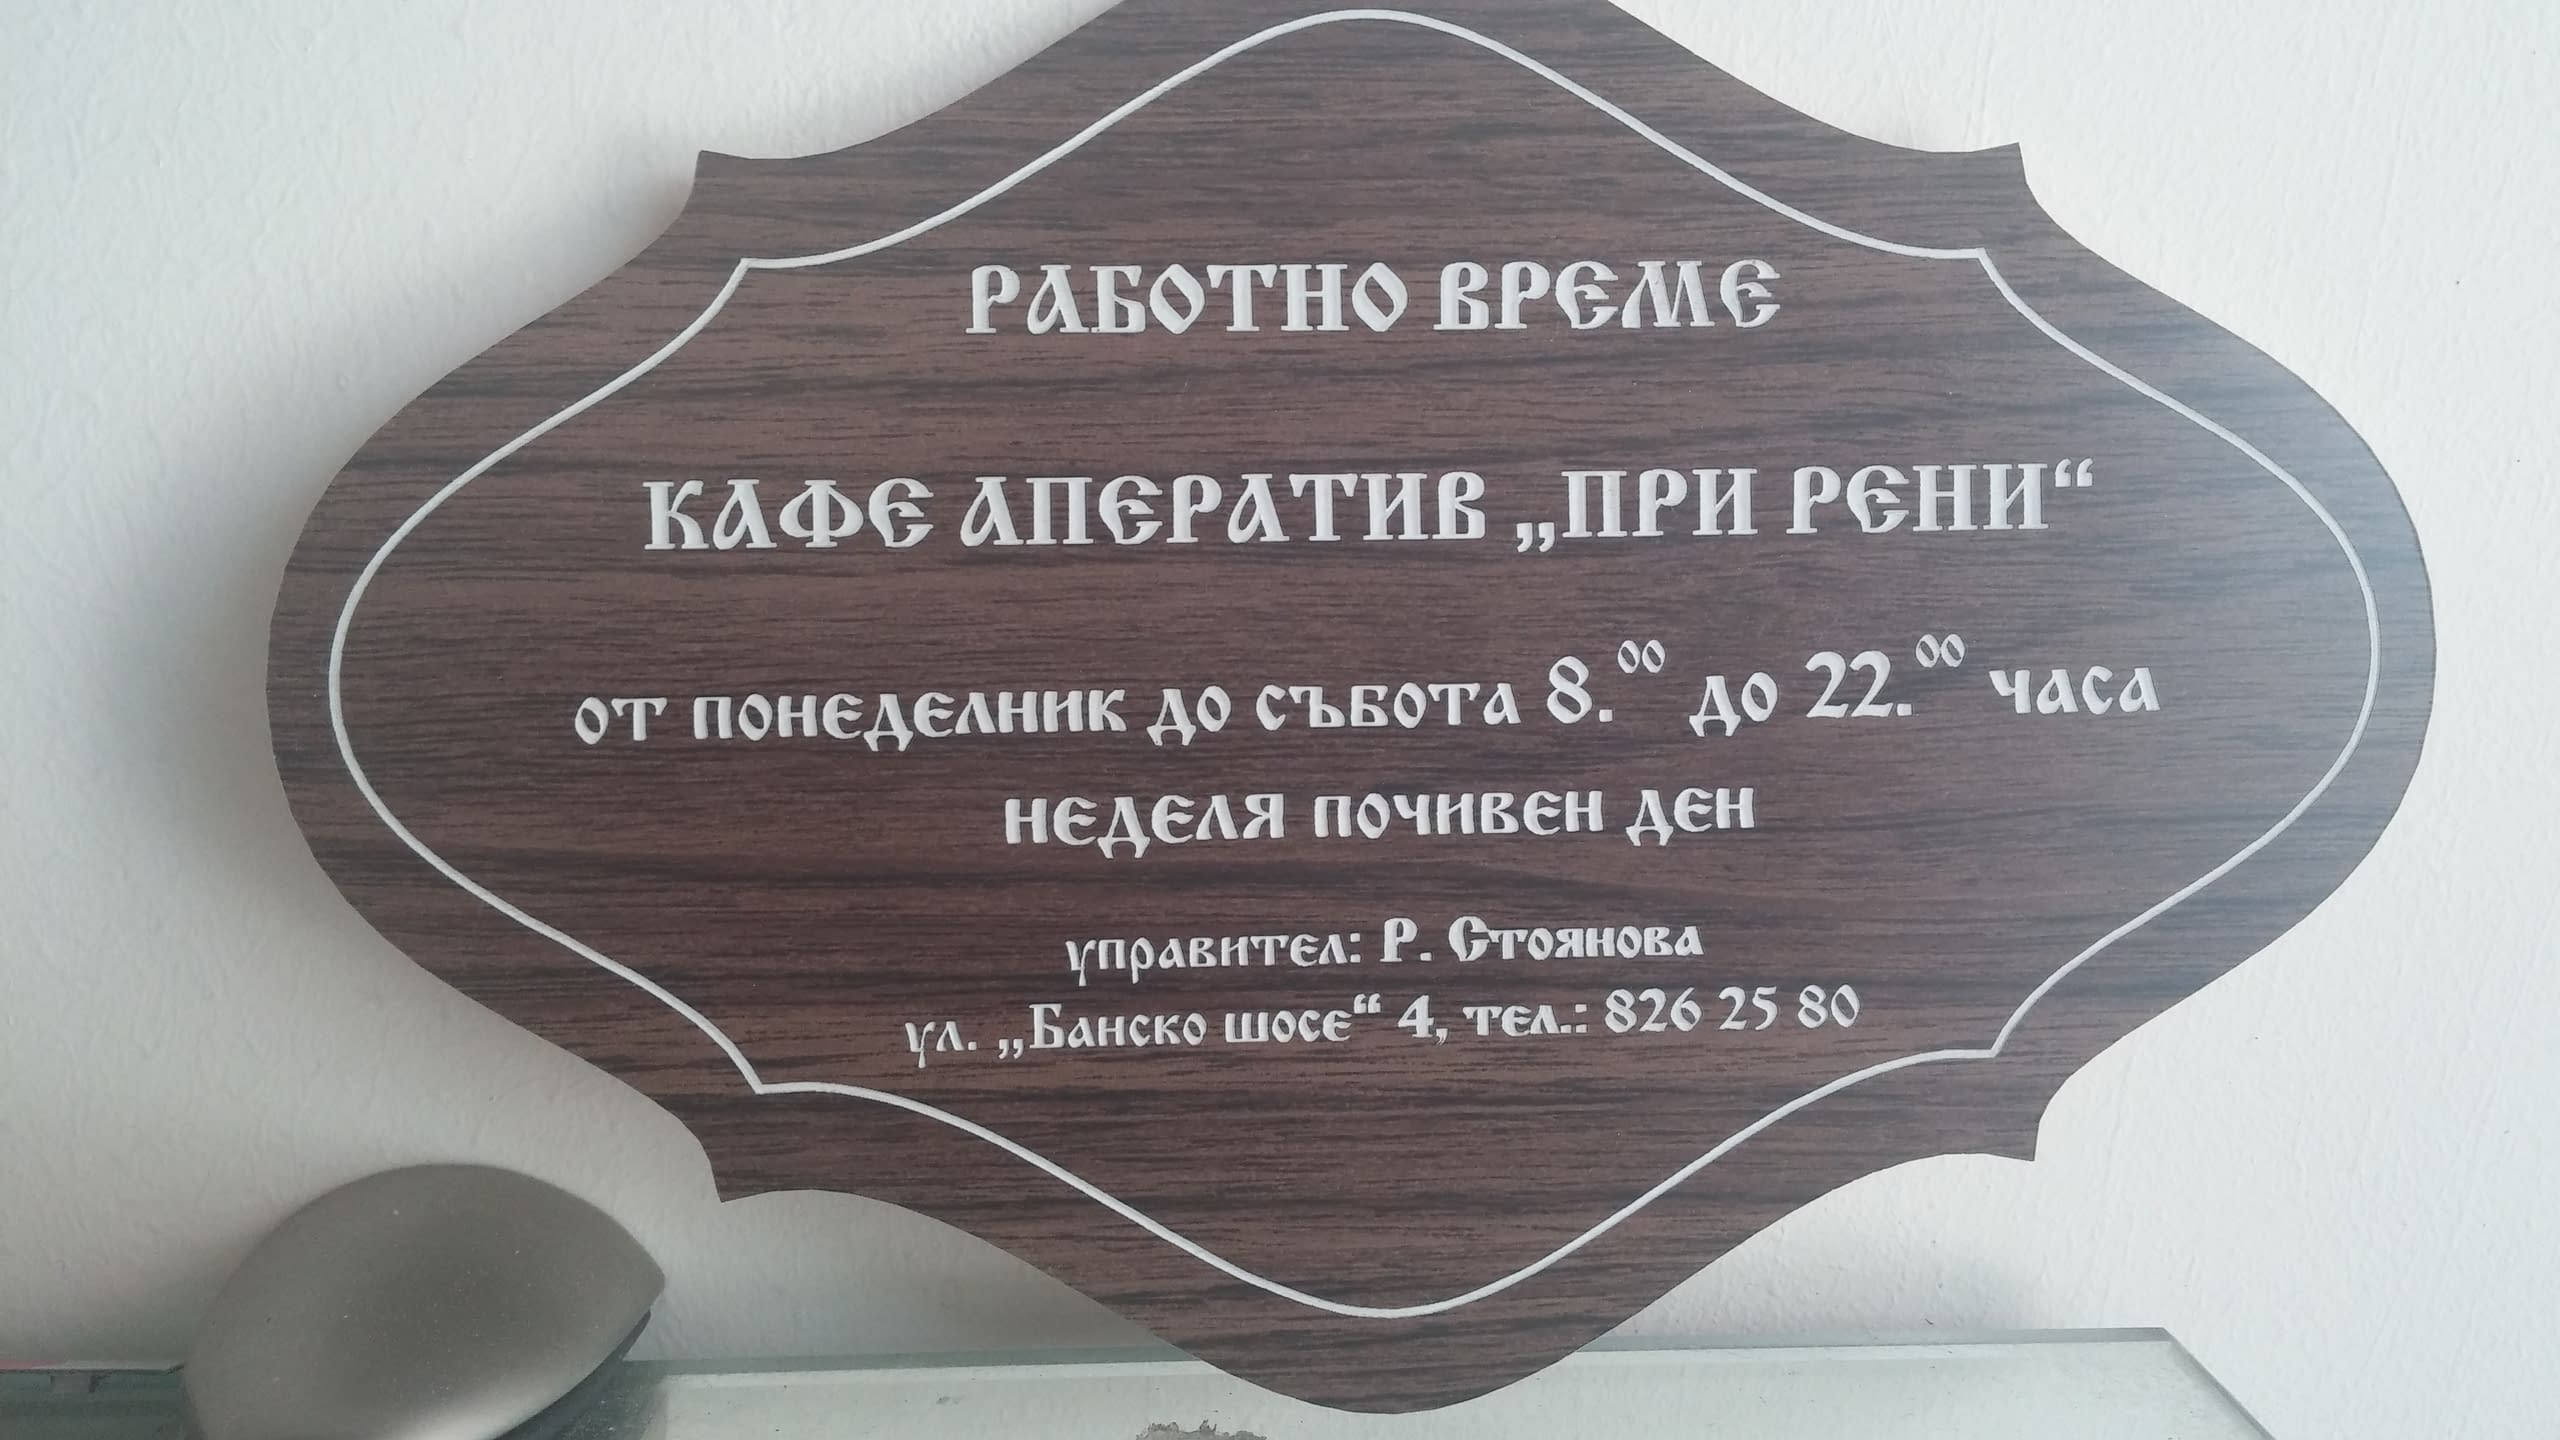 РАБОТНО ВРЕМЕ
КАФЕ АПЕРАТИВ „ПРИ РЕНИ“
ОТ ПОНЕДЕЛНИК ДО СЪБОТА 8.00 ДО 22.00 ЧАСА
НЕДЕЛЯ ПОЧИВЕН ДЕН
управител: Р. Стоянова
ул. „Банско шосе“ 4, тел.: 826 25 80